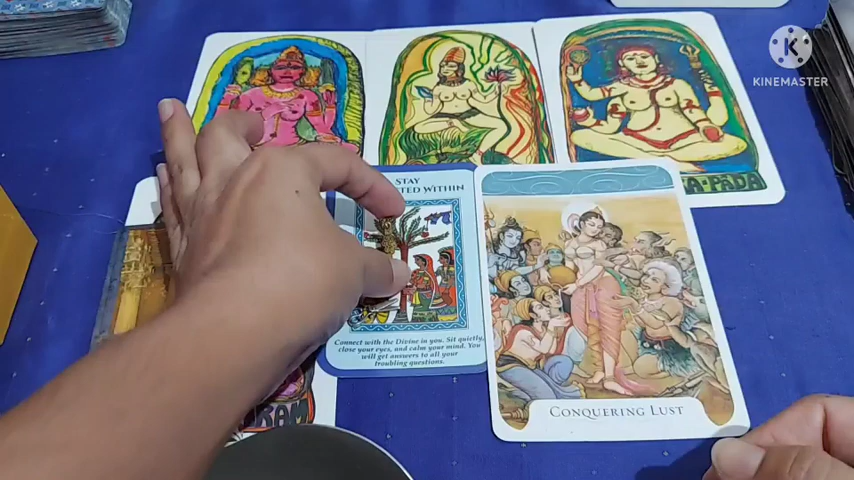 KINEMASTER
STAY
TED WITHIN
A PADA
Connect with the Divine in you. Sit quietly,
close your eyes, and calm your mind. You
will get answers to all your
troubling questions.
CONQUERING LUST
RAM